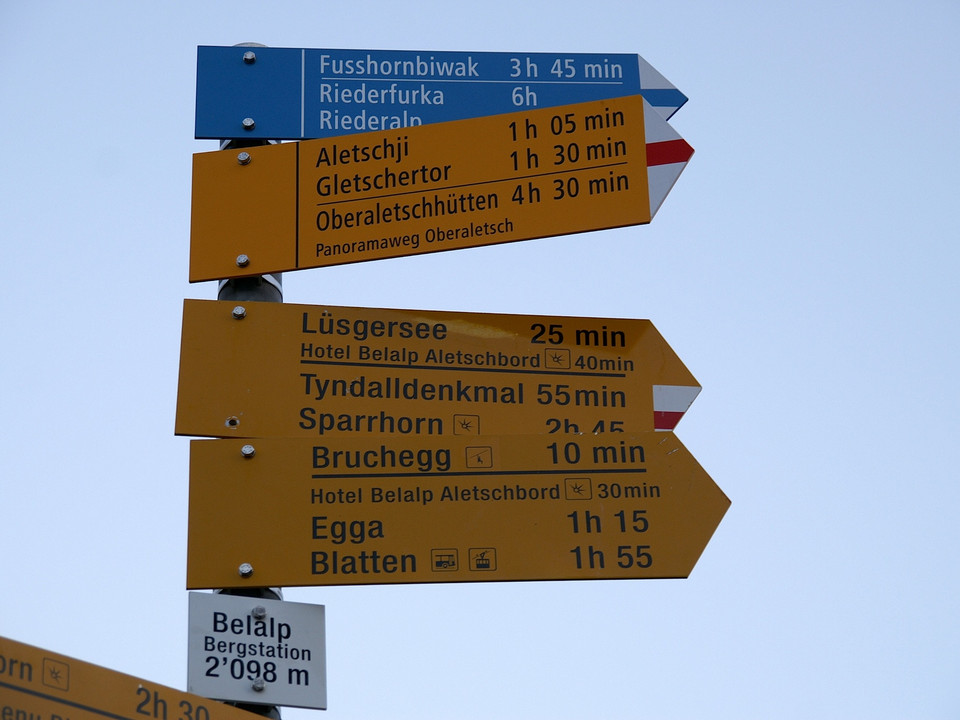 Fusshornbiwak 3h 45 min
Riederfurka 6h
Riederalp
Aletschji 1h 05 min
Gletschertor 1h 30 min
Oberaletschhütten 4h 30 min
Panoramaweg Oberaletsch
Lüsgersee 25 min
Hotel Belalp Aletschbord 40min
Tyndalldenkmal 55min
Sparrhorn 2h 45
Bruchegg 10 min
Hotel Belalp Aletschbord 30min
Egga 1h 15
Blatten 1h 55
Belalp
Bergstation
2’098 m
2h 30